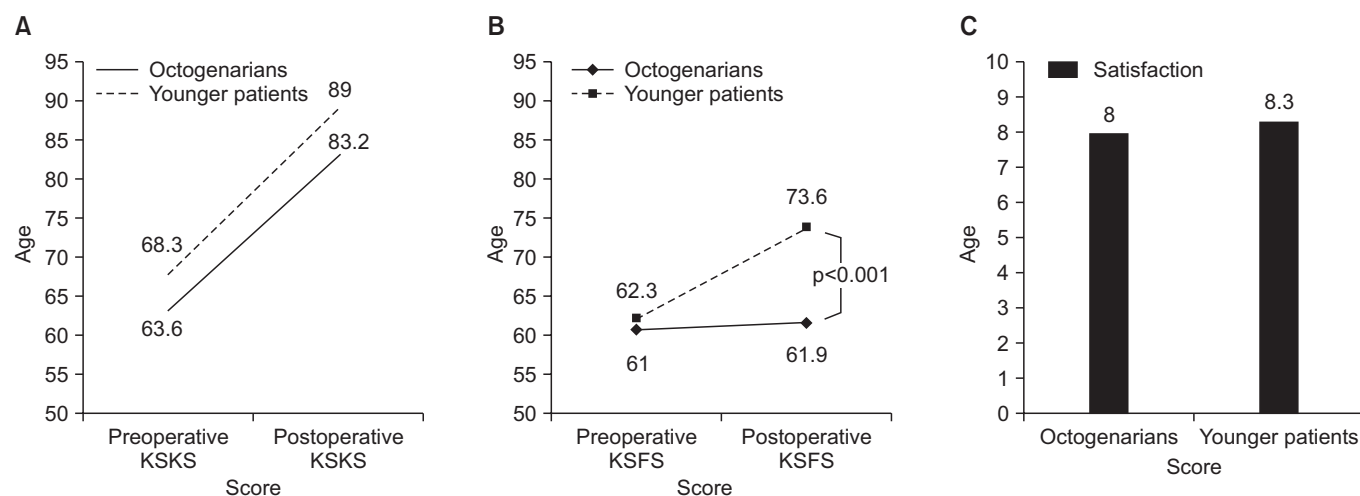 A
95
90
85
80
75
70
65
60
55
50
Age
Octogenarians
Younger patients
89
83.2
68.3
63.6
Preoperative
KSKS
Postoperative
KSKS
Score
B
95
90
85
80
75
70
65
60
55
50
Age
Octogenarians
Younger patients
73.6
p<0.001
62.3
61
61.9
Preoperative
KSFS
Postoperative
KSFS
Score
C
10
9
8
7
6
5
4
3
2
1
0
Age
Satisfaction
8
8.3
Octogenarians
Younger patients
Score